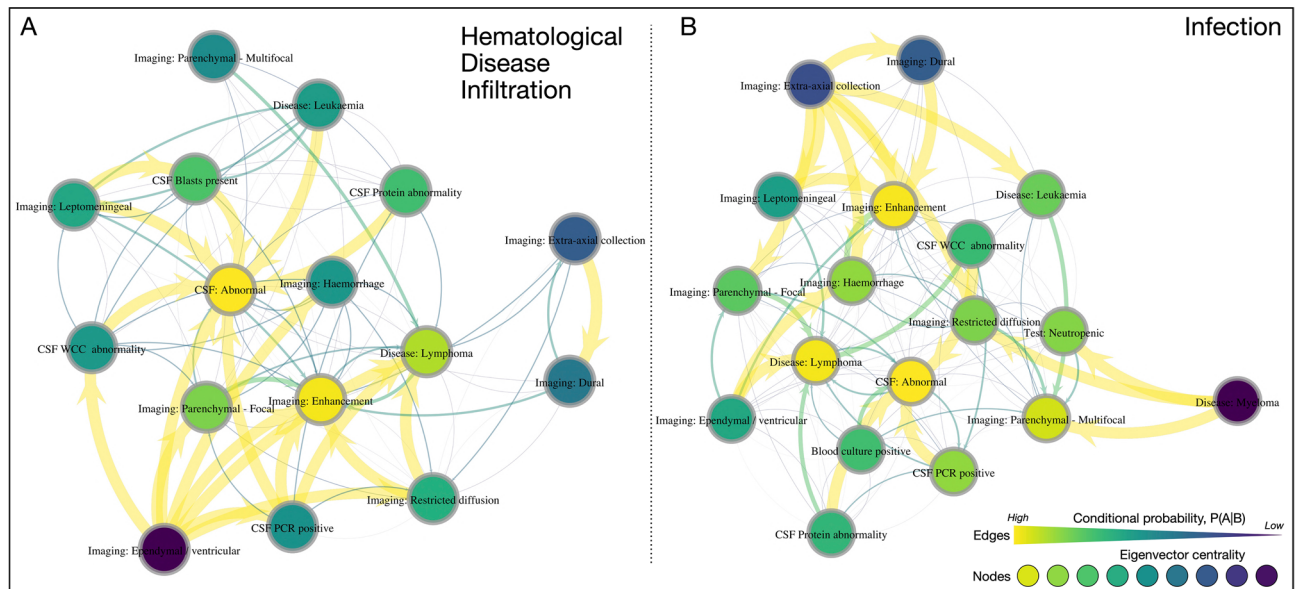 A
Hematological
Disease
Infiltration
Imaging: Parenchymal - Multifocal
Disease: Leukaemia
CSF Blasts present
CSF Protein abnormality
Imaging: Leptomeningeal
Imaging: Extra-axial collection
CSF: Abnormal
Imaging: Haemorrhage
CSF WCC abnormality
Disease: Lymphoma
Imaging: Dural
Imaging: Parenchymal - Focal
Imaging: Enhancement
Imaging: Restricted diffusion
CSF PCR positive
Imaging: Ependymal / ventricular
B
Infection
Imaging: Dural
Imaging: Extra-axial collection
Imaging: Leptomeningeal
Imaging: Enhancement
Disease: Leukaemia
CSF WCC abnormality
Imaging: Parenchymal - Focal
Imaging: Haemorrhage
Imaging: Restricted diffusion
Test: Neutropenic
Disease: Lymphoma
CSF: Abnormal
Disease: Myeloma
Imaging: Ependymal / ventricular
Imaging: Parenchymal - Multifocal
Blood culture positive
CSF PCR positive
CSF Protein abnormality
High
Conditional probability, P(A|B)
Low
Edges
Eigenvector centrality
Nodes